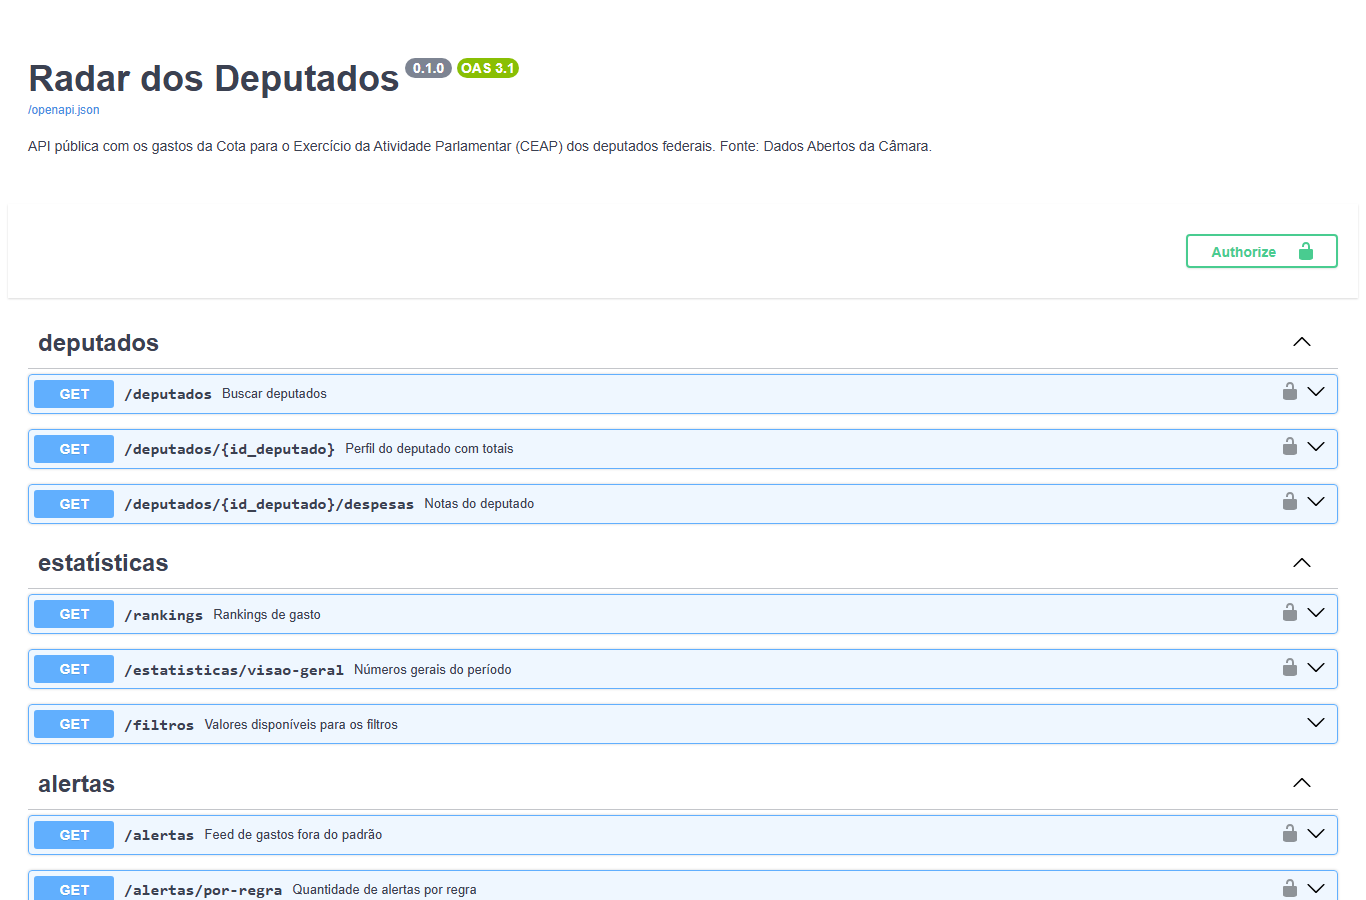 Radar dos Deputados 0.1.0 OAS 3.1
/openapi.json
API pública com os gastos da Cota para o Exercício da Atividade Parlamentar (CEAP) dos deputados federais. Fonte: Dados Abertos da Câmara.
Authorize
deputados
GET /deputados Buscar deputados
GET /deputados/{id_deputado} Perfil do deputado com totais
GET /deputados/{id_deputado}/despesas Notas do deputado
estatísticas
GET /rankings Rankings de gasto
GET /estatisticas/visao-geral Números gerais do período
GET /filtros Valores disponíveis para os filtros
alertas
GET /alertas Feed de gastos fora do padrão
GET /alertas/por-regra Quantidade de alertas por regra